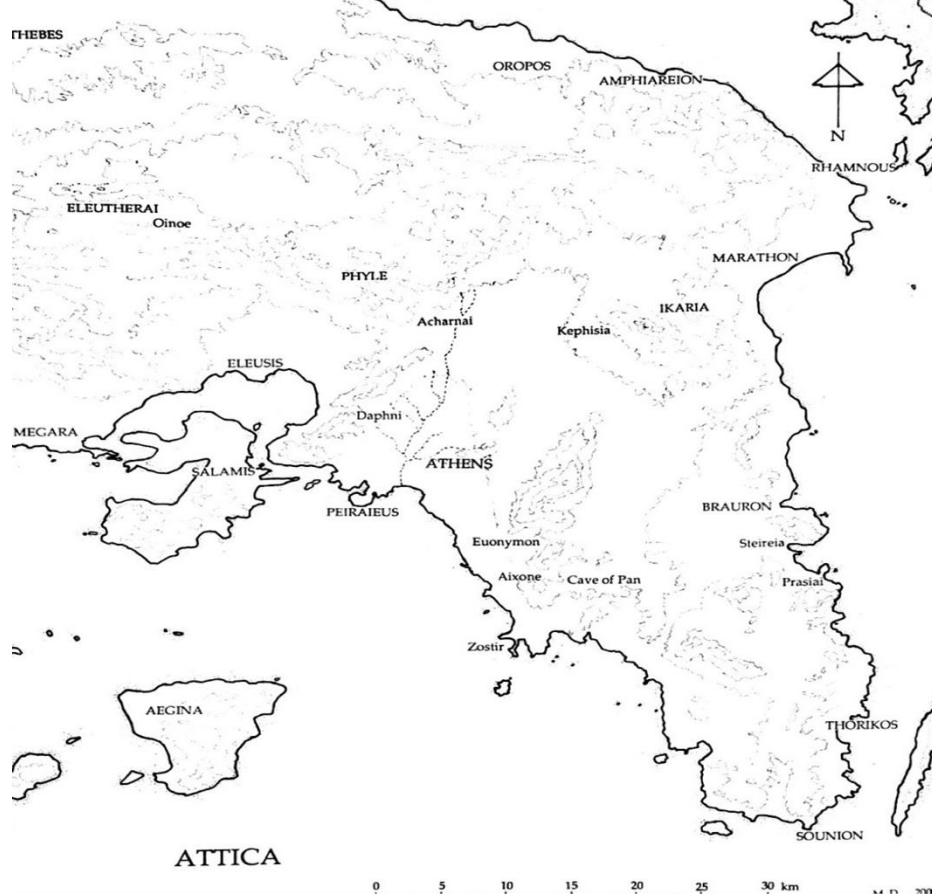 THEBES
OROPOS
AMPHIAREION
N
RHAMNOUS
ELEUTHERAI
Oinoe
MARATHON
PHYLE
IKARIA
Acharnai
Kephisia
ELEUSIS
Daphni
MEGARA
ATHENS
SALAMIS
BRAURON
PEIRAIEUS
Euonymon
Steireia
Aixone
Cave of Pan
Prasiai
Zostir
AEGINA
THORIKOS
SOUNION
ATTICA
0 5 10 15 20 25 30 km